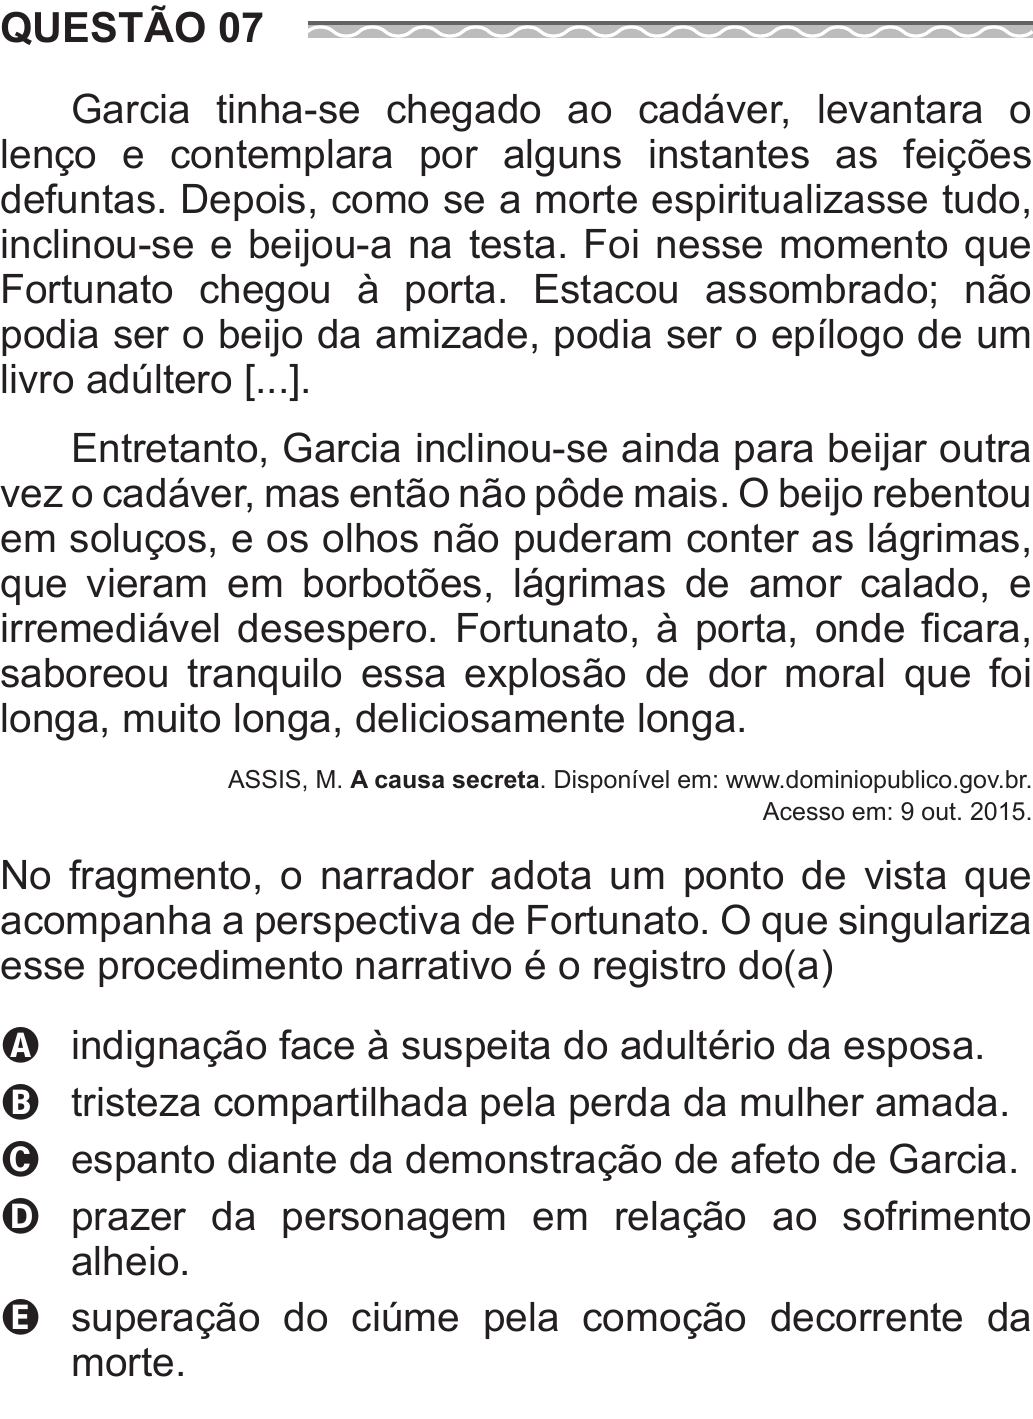 QUESTÃO 07
Garcia tinha-se chegado ao cadáver, levantara o
lenço e contemplara por alguns instantes as feições
defuntas. Depois, como se a morte espiritualizasse tudo,
inclinou-se e beijou-a na testa. Foi nesse momento que
Fortunato chegou à porta. Estacou assombrado; não
podia ser o beijo da amizade, podia ser o epílogo de um
livro adúltero [...].
Entretanto, Garcia inclinou-se ainda para beijar outra
vez o cadáver, mas então não pôde mais. O beijo rebentou
em soluços, e os olhos não puderam conter as lágrimas,
que vieram em borbotões, lágrimas de amor calado, e
irremediável desespero. Fortunato, à porta, onde ficara,
saboreou tranquilo essa explosão de dor moral que foi
longa, muito longa, deliciosamente longa.
ASSIS, M. A causa secreta. Disponível em: www.dominiopublico.gov.br.
Acesso em: 9 out. 2015.
No fragmento, o narrador adota um ponto de vista que
acompanha a perspectiva de Fortunato. O que singulariza
esse procedimento narrativo é o registro do(a)
A indignação face à suspeita do adultério da esposa.
B tristeza compartilhada pela perda da mulher amada.
C espanto diante da demonstração de afeto de Garcia.
D prazer da personagem em relação ao sofrimento
alheio.
E superação do ciúme pela comoção decorrente da
morte.